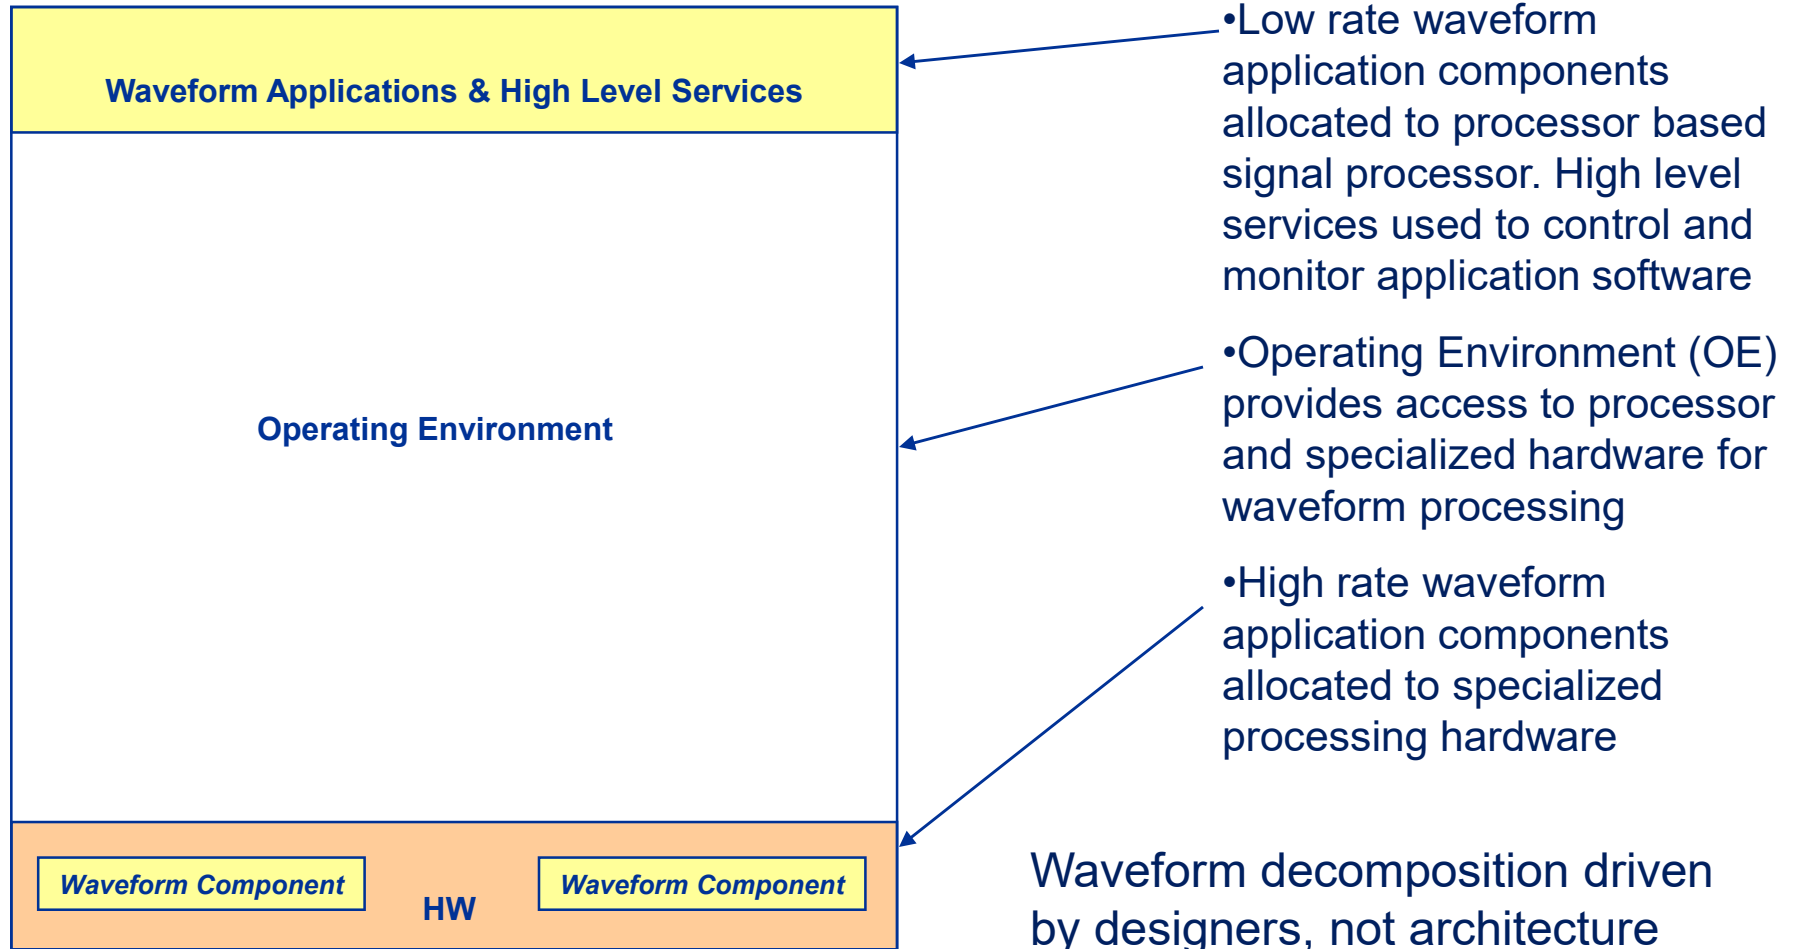 Waveform Applications & High Level Services
Operating Environment
Waveform Component
HW
Waveform Component
•Low rate waveform
application components
allocated to processor based
signal processor. High level
services used to control and
monitor application software
•Operating Environment (OE)
provides access to processor
and specialized hardware for
waveform processing
•High rate waveform
application components
allocated to specialized
processing hardware
Waveform decomposition driven
by designers, not architecture